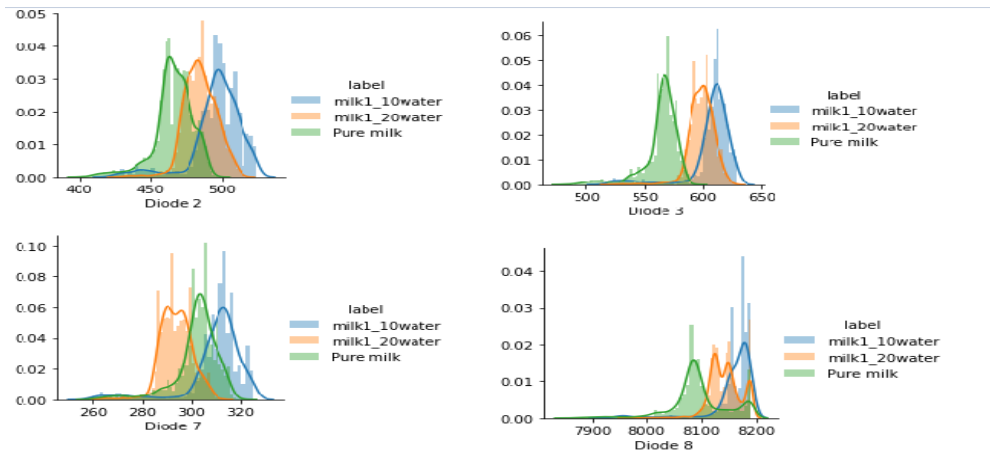 0.05
0.04
0.03
0.02
0.01
0.00
400 450 500
Diode 2
label
milk1_10water
milk1_20water
Pure milk
0.06
0.05
0.04
0.03
0.02
0.01
0.00
500 550 600 650
Diode 3
label
milk1_10water
milk1_20water
Pure milk
0.10
0.08
0.06
0.04
0.02
0.00
260 280 300 320
Diode 7
label
milk1_10water
milk1_20water
Pure milk
0.04
0.03
0.02
0.01
0.00
7900 8000 8100 8200
Diode 8
label
milk1_10water
milk1_20water
Pure milk